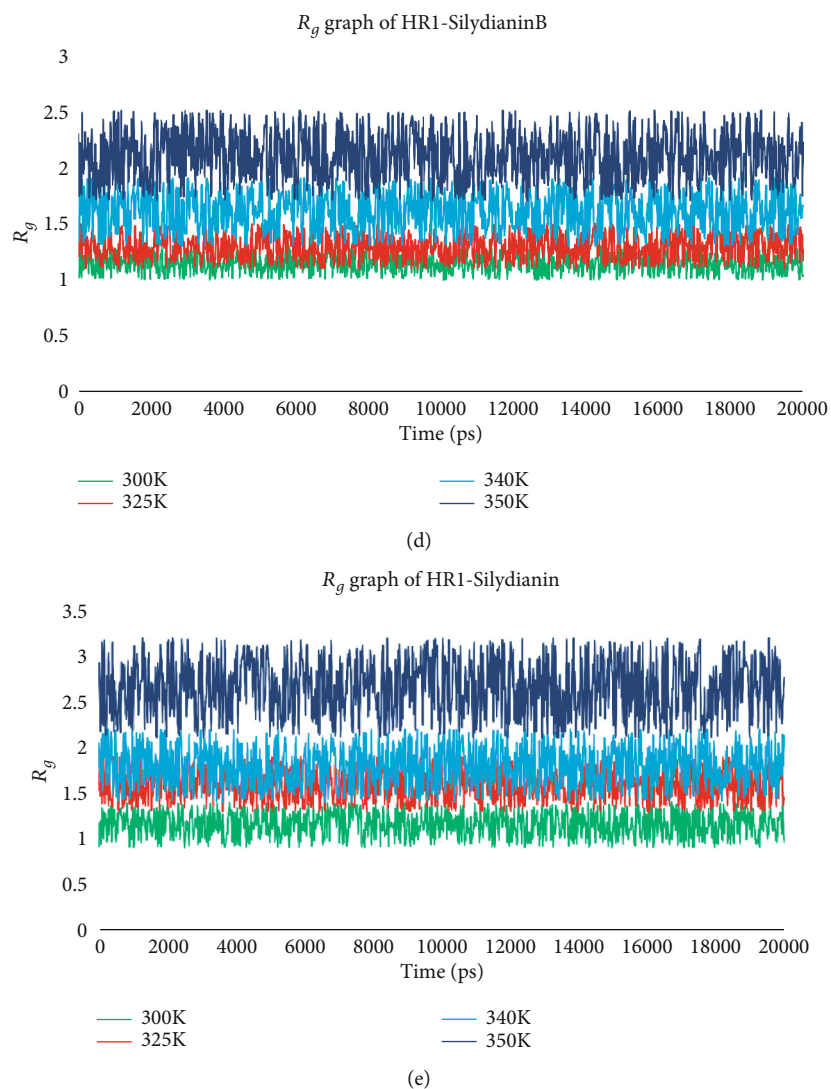 Rg graph of HR1-SilydianinB
3
2.5
2
1.5
1
0.5
0
Rg
0 2000 4000 6000 8000 10000 12000 14000 16000 18000 20000
Time (ps)
300K 340K
325K 350K
(d)
Rg graph of HR1-Silydianin
3.5
3
2.5
2
1.5
1
0.5
0
Rg
0 2000 4000 6000 8000 10000 12000 14000 16000 18000 20000
Time (ps)
300K 340K
325K 350K
(e)